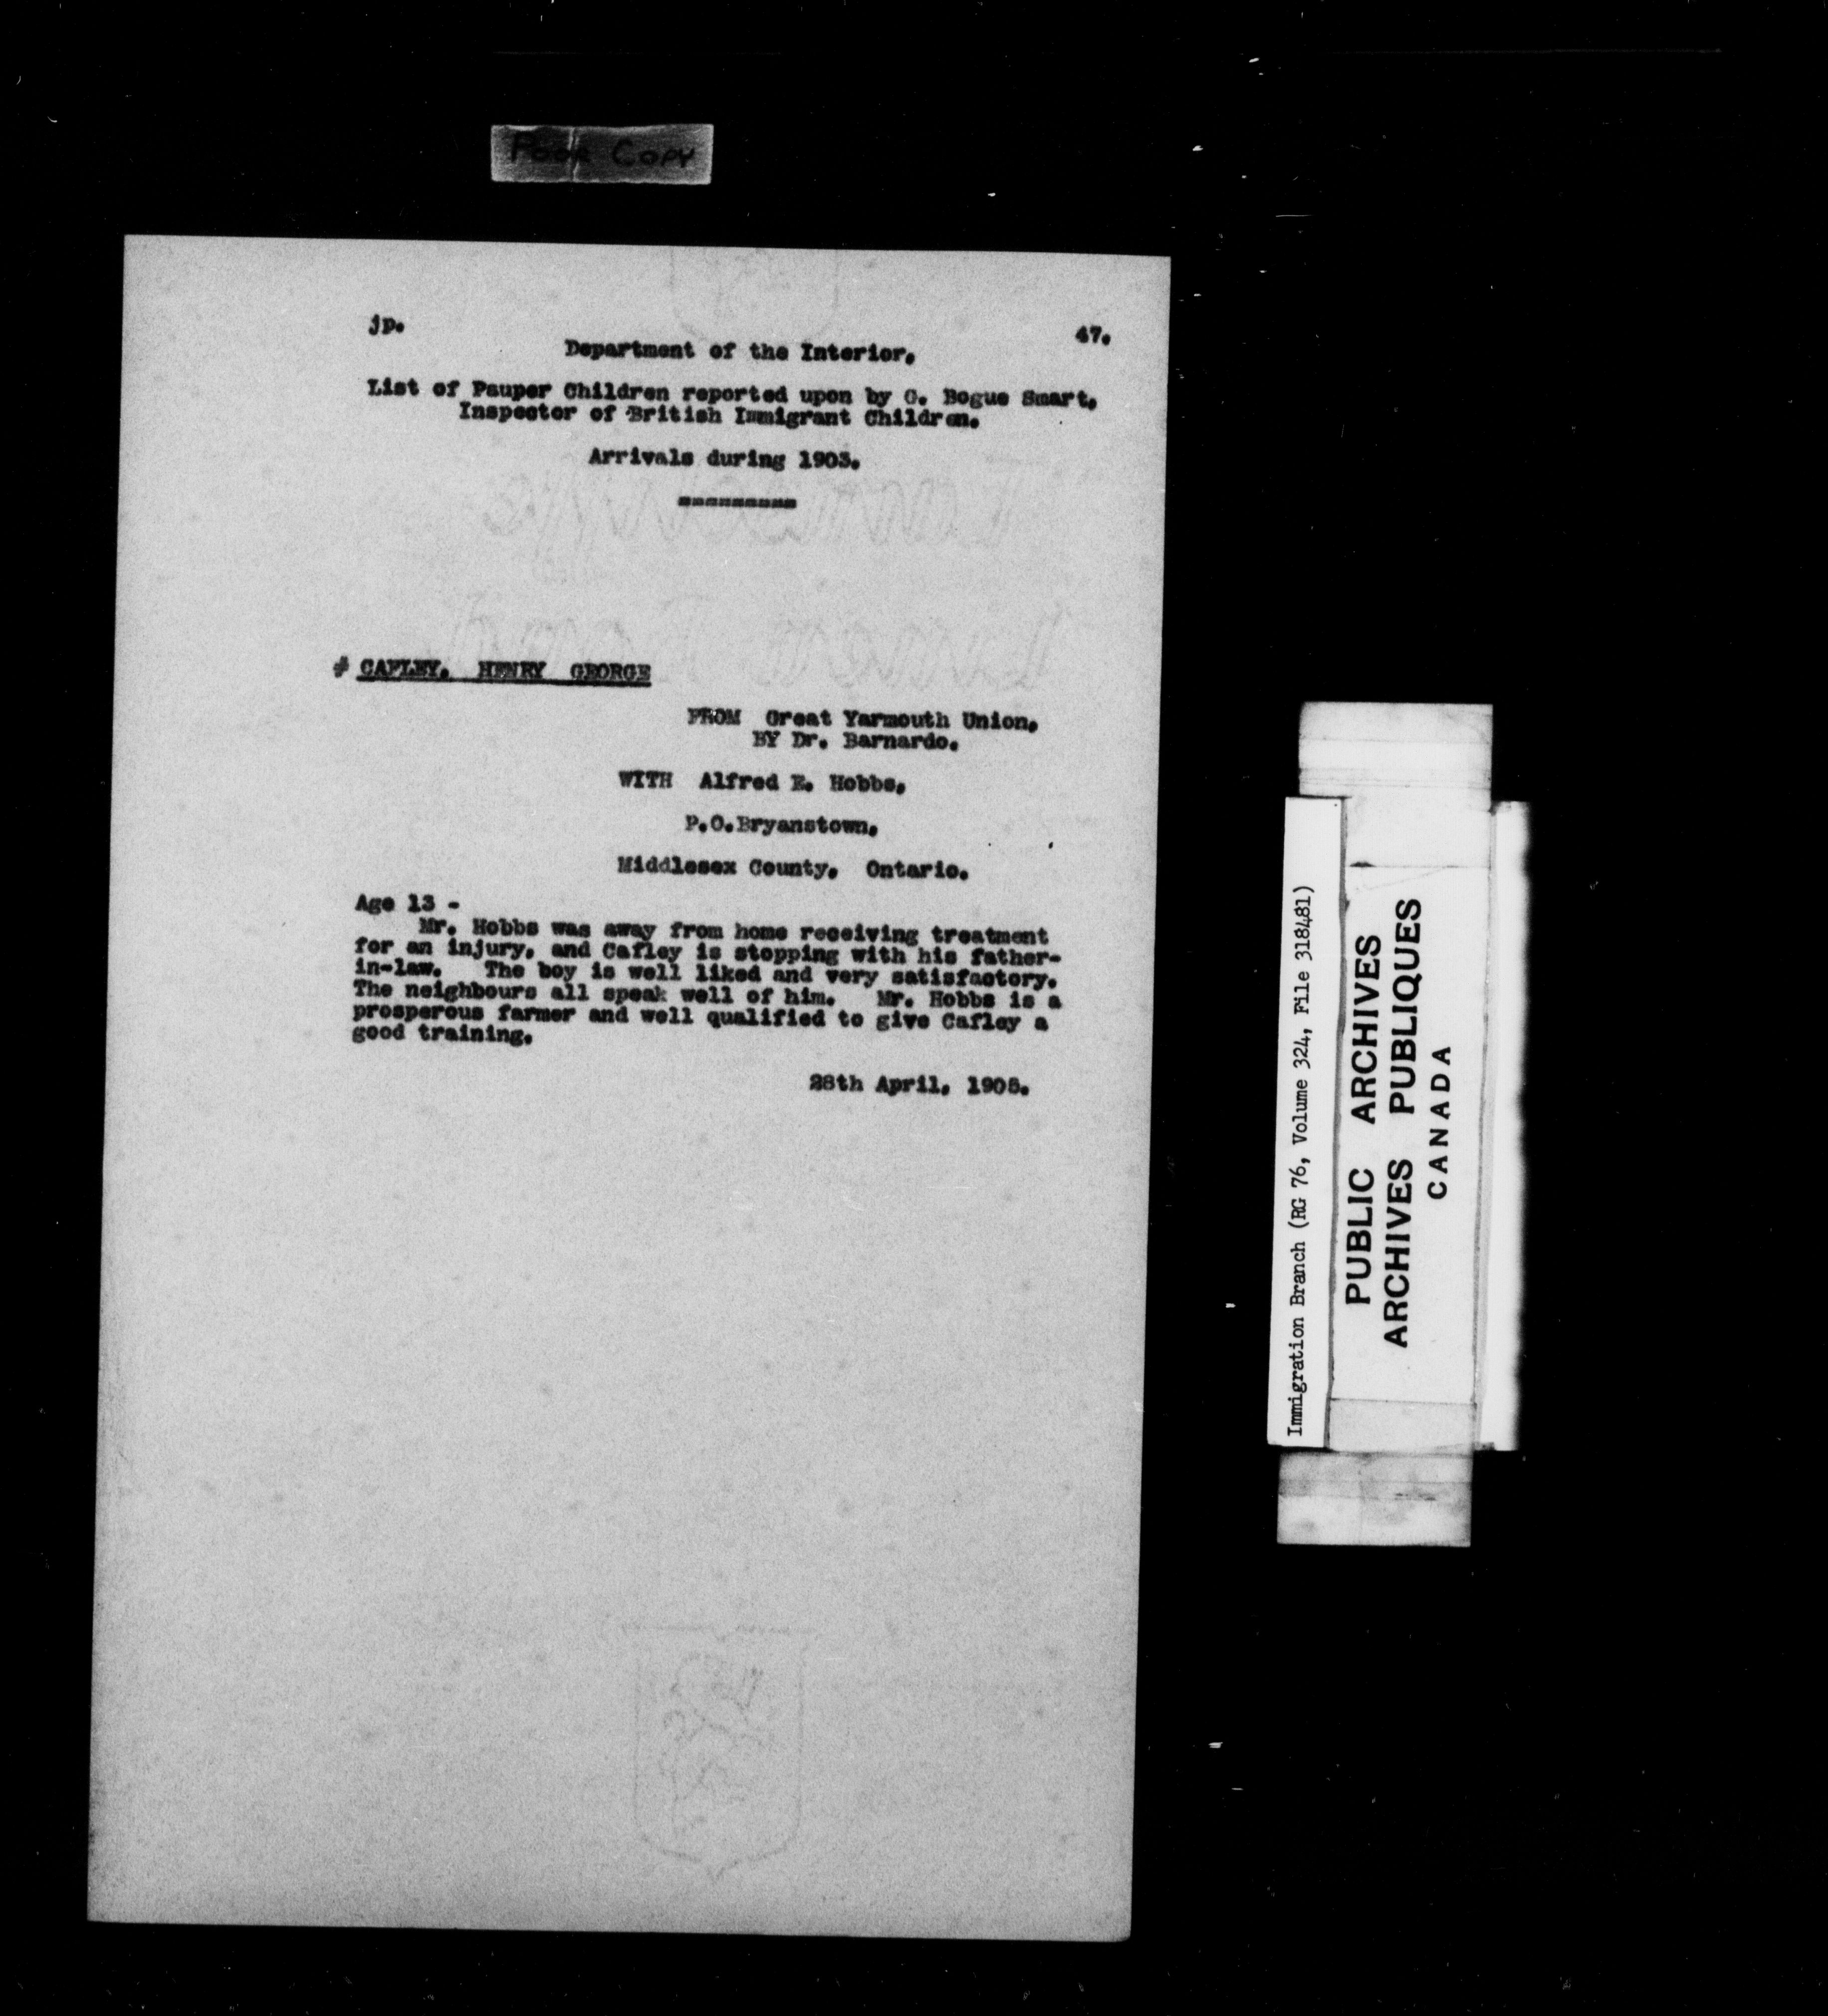 Poor Copy
jp.
47.
Department of the Interior.
List of Pauper Children reported upon by G. Bogue Smart,
Inspector of British Immigrant Children.
Arrivals during 1903.
=========
# CAFLEY, HENRY GEORGE
FROM Great Yarmouth Union,
BY Dr. Barnardo.
WITH Alfred E. Hobbs,
P.O.Bryanstown,
Middlesex County, Ontario.
Age 13 -
Mr. Hobbs was away from home receiving treatment
for an injury, and Cafley is stopping with his father-
in-law. The boy is well liked and very satisfactory.
The neighbours all speak well of him. Mr. Hobbs is a
prosperous farmer and well qualified to give Cafley a
good training.
28th April, 1905.
Immigration Branch (RG 76, Volume 324, File 318481)
PUBLIC ARCHIVES
ARCHIVES PUBLIQUES
CANADA